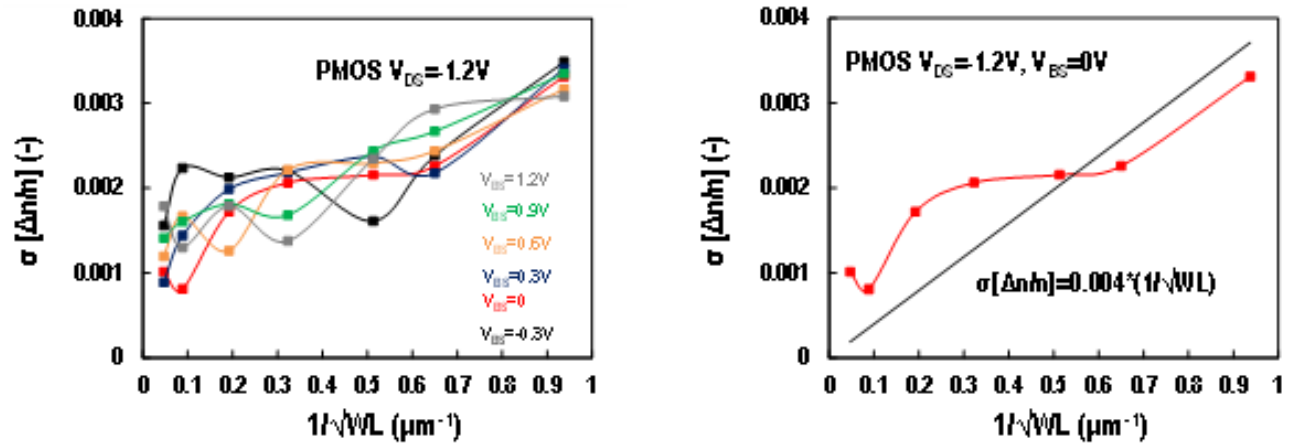 0.004
0.003
0.002
0.001
0
σ [Δn/n] (-)
PMOS V_DS=-1.2V
V_BS=1.2V
V_BS=0.9V
V_BS=0.6V
V_BS=0.3V
V_BS=0
V_BS=-0.3V
0 0.1 0.2 0.3 0.4 0.5 0.6 0.7 0.8 0.9 1
1/√WL (µm⁻¹)
0.004
0.003
0.002
0.001
0
σ [Δn/n] (-)
PMOS V_DS=-1.2V, V_BS=0V
σ[Δn/n]=0.004*(1/√WL)
0 0.1 0.2 0.3 0.4 0.5 0.6 0.7 0.8 0.9 1
1/√WL (µm⁻¹)